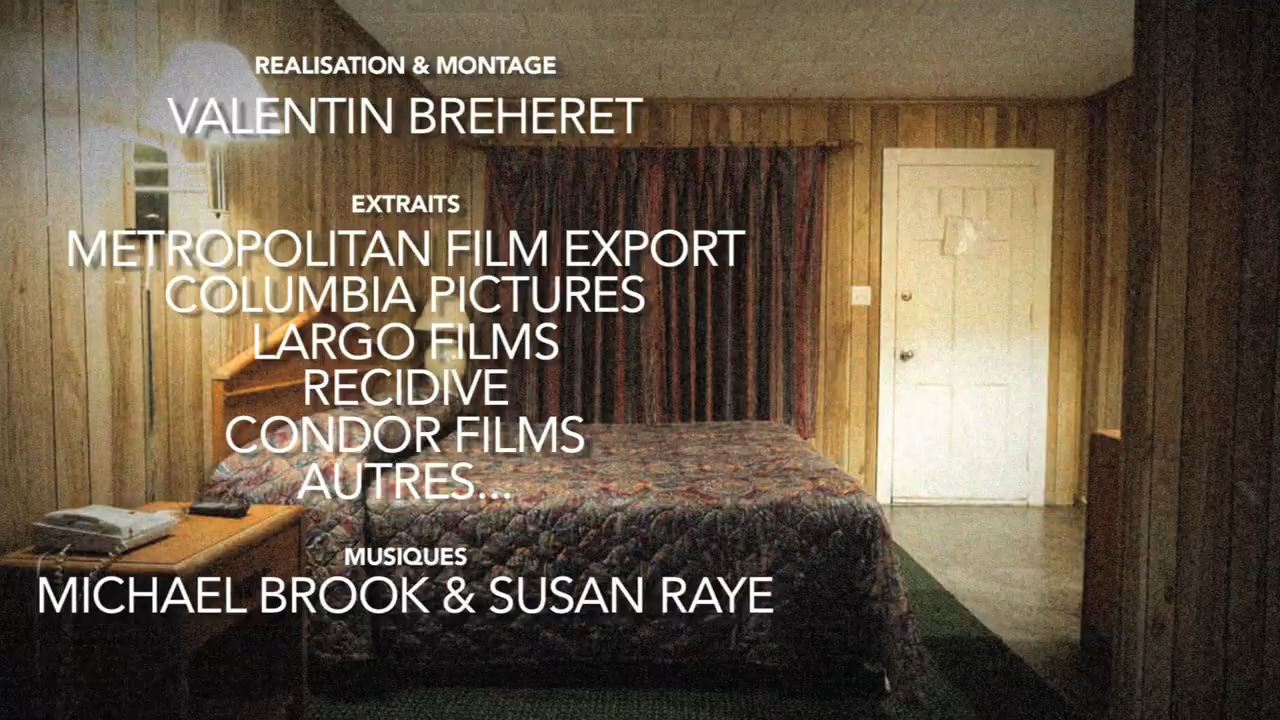 REALISATION & MONTAGE
VALENTIN BREHERET
EXTRAITS
METROPOLITAN FILM EXPORT
COLUMBIA PICTURES
LARGO FILMS
RECIDIVE
CONDOR FILMS
AUTRES...
MUSIQUES
MICHAEL BROOK & SUSAN RAYE